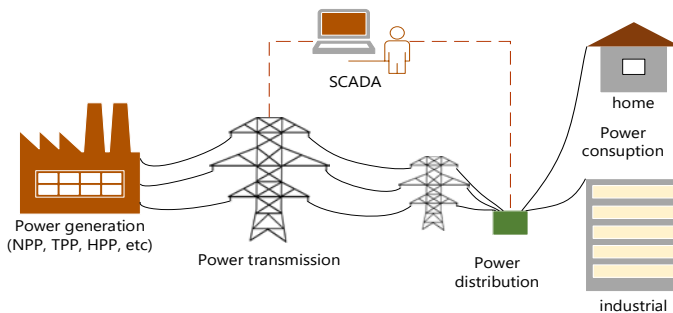 SCADA
home
Power
consuption
Power generation
(NPP, TPP, HPP, etc)
Power transmission
Power
distribution
industrial